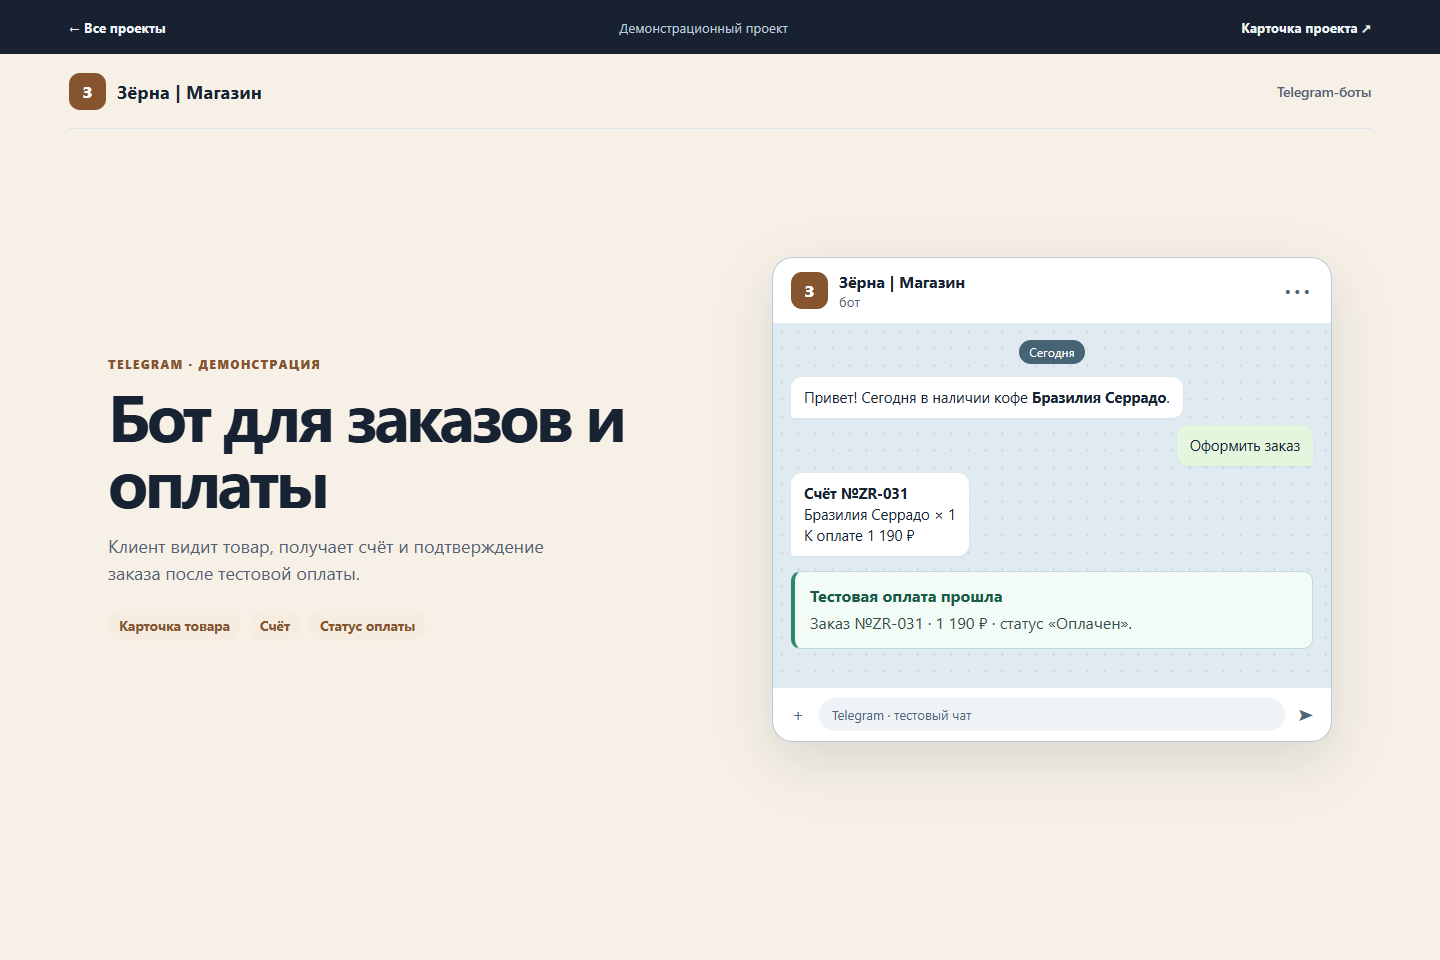 ← Все проекты
Демонстрационный проект
Карточка проекта ↗
З
Зёрна | Магазин
Telegram-боты
TELEGRAM · ДЕМОНСТРАЦИЯ
Бот для заказов и
оплаты
Клиент видит товар, получает счёт и подтверждение
заказа после тестовой оплаты.
Карточка товара
Счёт
Статус оплаты
З
Зёрна | Магазин
бот
Сегодня
Привет! Сегодня в наличии кофе Бразилия Серрадо.
Оформить заказ
Счёт №ZR-031
Бразилия Серрадо × 1
К оплате 1 190 ₽
Тестовая оплата прошла
Заказ №ZR-031 · 1 190 ₽ · статус «Оплачен».
+
Telegram · тестовый чат